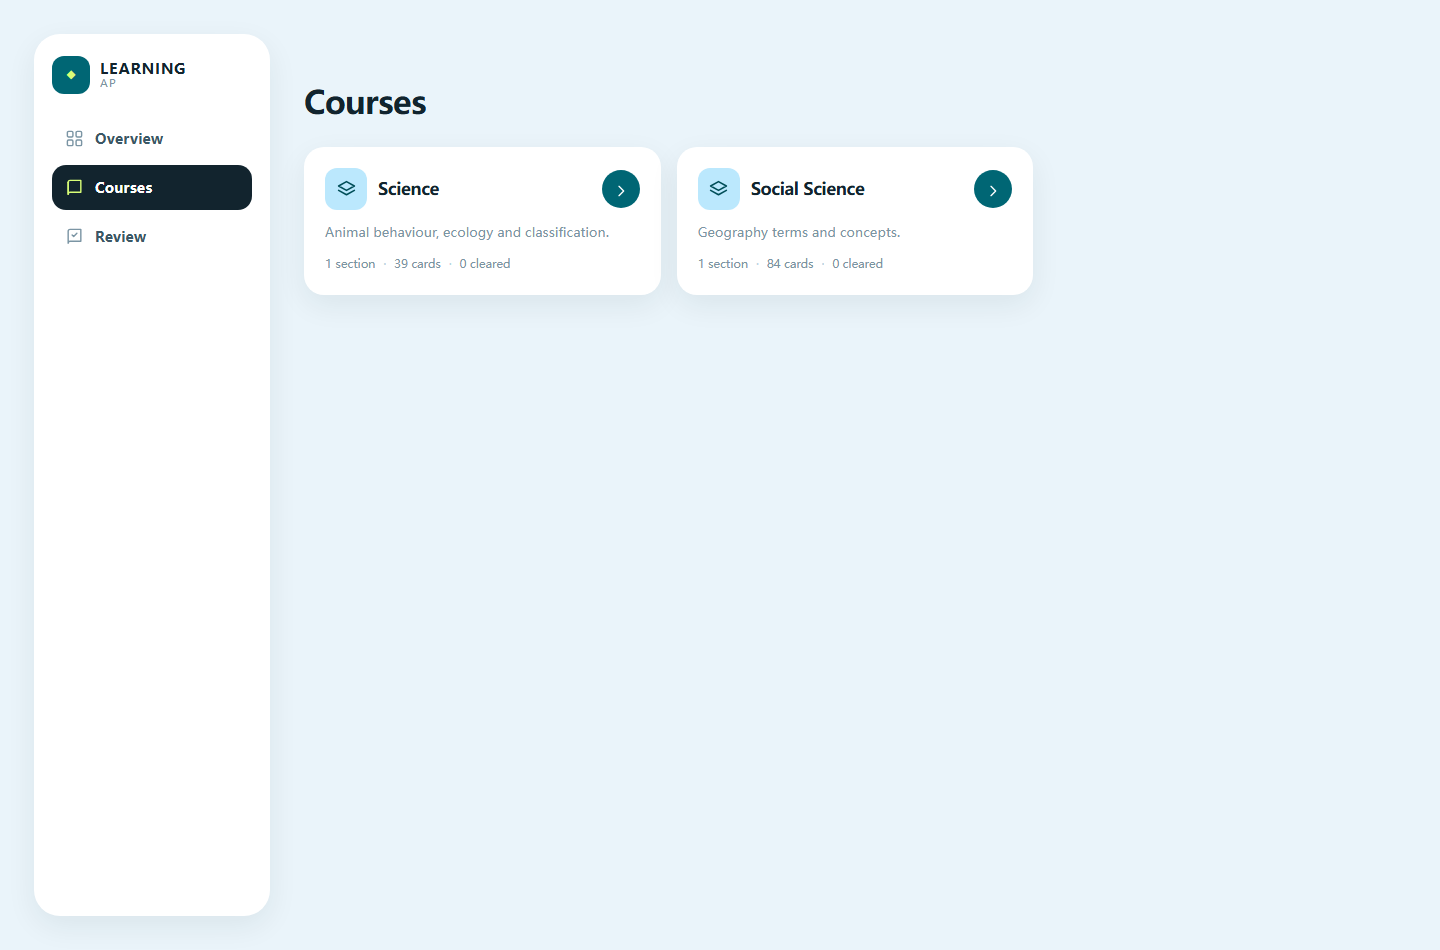 LEARNING
AP
Overview
Courses
Review
Courses
Science
Animal behaviour, ecology and classification.
1 section · 39 cards · 0 cleared
Social Science
Geography terms and concepts.
1 section · 84 cards · 0 cleared